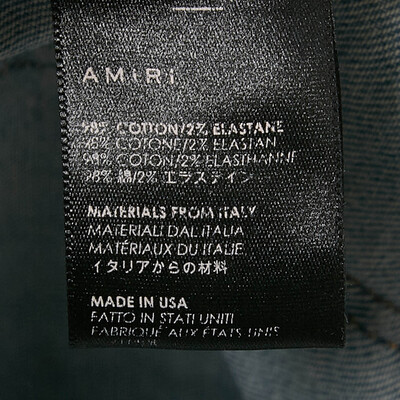 AMIRI
98% COTTON/2% ELASTANE
98% COTONE/2% ELASTAN
98% COTON/2% ELASTHANNE
98% 綿/2% エラステイン
MATERIALS FROM ITALY
MATERIALI DAL ITALIA
MATÉRIAUX DU ITALIE
イタリアからの材料
MADE IN USA
FATTO IN STATI UNITI
FABRIQUÉ AUX ÉTATS UNIS